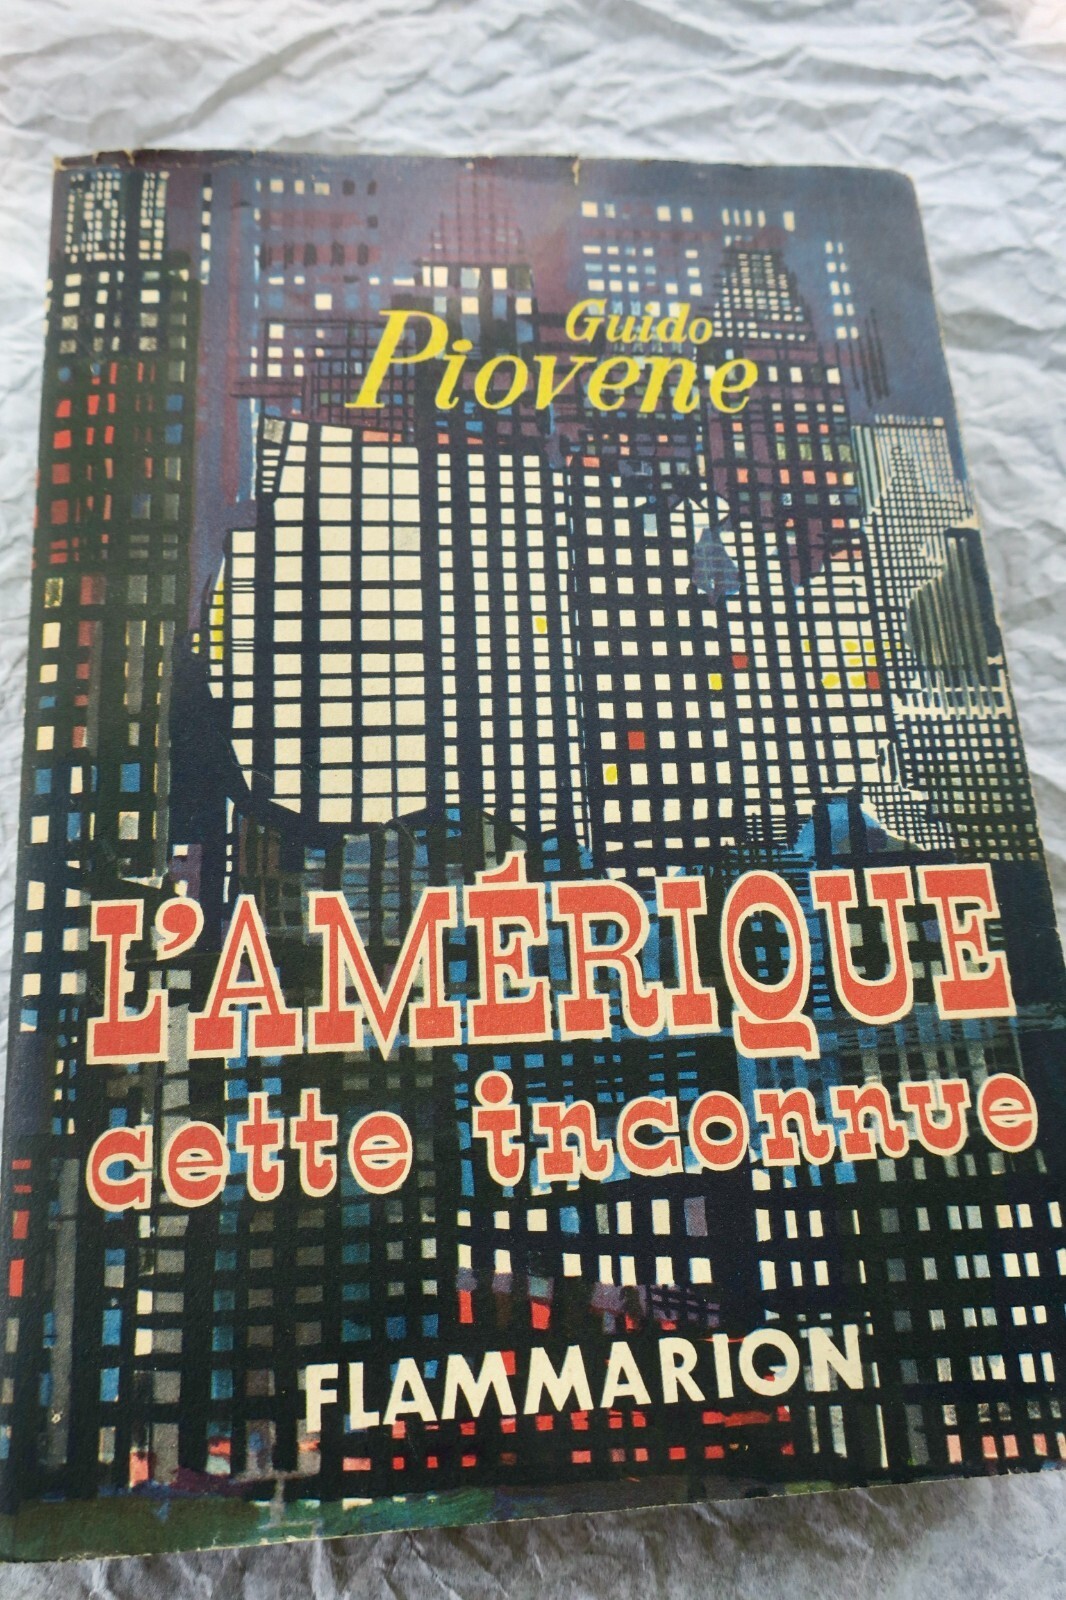 Guido
Piovene
L'AMÉRIQUE
cette inconnue
FLAMMARION